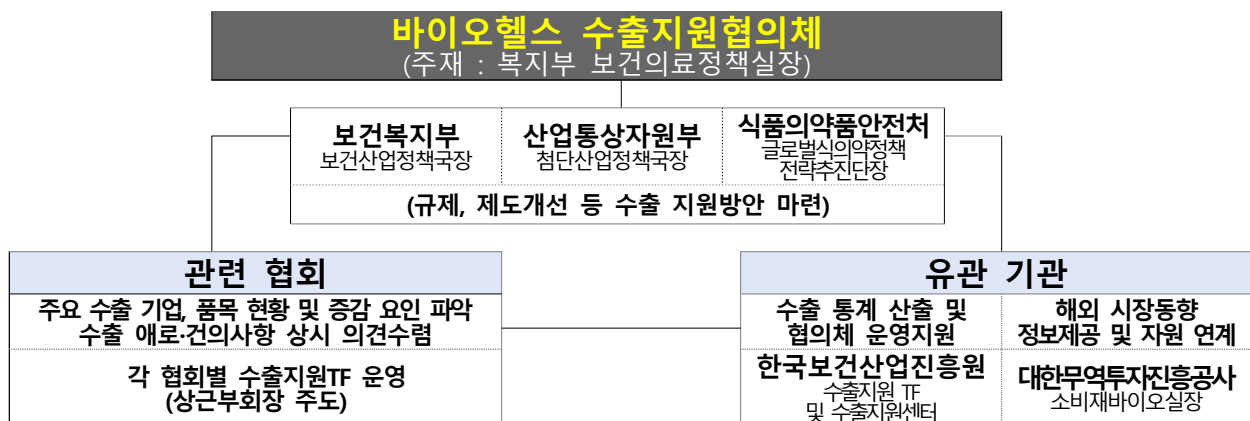 바이오헬스 수출지원협의체
(주재 : 복지부 보건의료정책실장)
보건복지부
보건산업정책국장
산업통상자원부
첨단산업정책국장
식품의약품안전처
글로벌식의약정책
전략추진단장
(규제, 제도개선 등 수출 지원방안 마련)
관련 협회
주요 수출 기업, 품목 현황 및 증감 요인 파악
수출 애로·건의사항 상시 의견수렴
각 협회별 수출지원TF 운영
(상근부회장 주도)
유관 기관
수출 통계 산출 및
협의체 운영지원
해외 시장동향
정보제공 및 자원 연계
한국보건산업진흥원
수출지원 TF
및 수출지원센터
대한무역투자진흥공사
소비재바이오실장